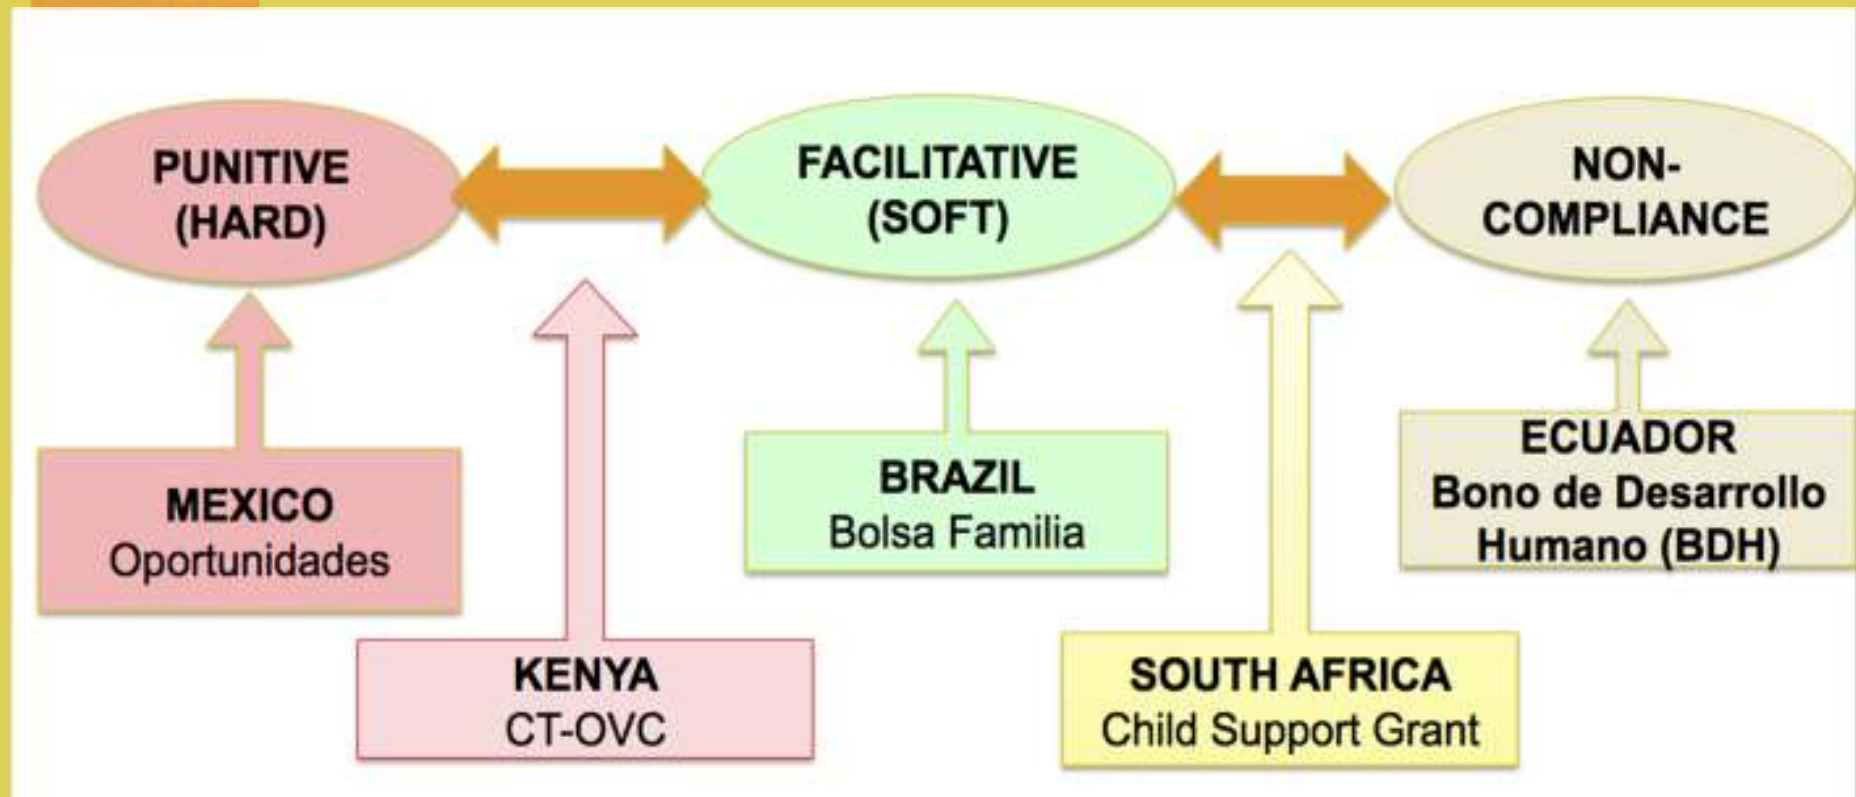 PUNITIVE
(HARD)
FACILITATIVE
(SOFT)
NON-
COMPLIANCE
MEXICO
Oportunidades
KENYA
CT-OVC
BRAZIL
Bolsa Familia
SOUTH AFRICA
Child Support Grant
ECUADOR
Bono de Desarrollo
Humano (BDH)